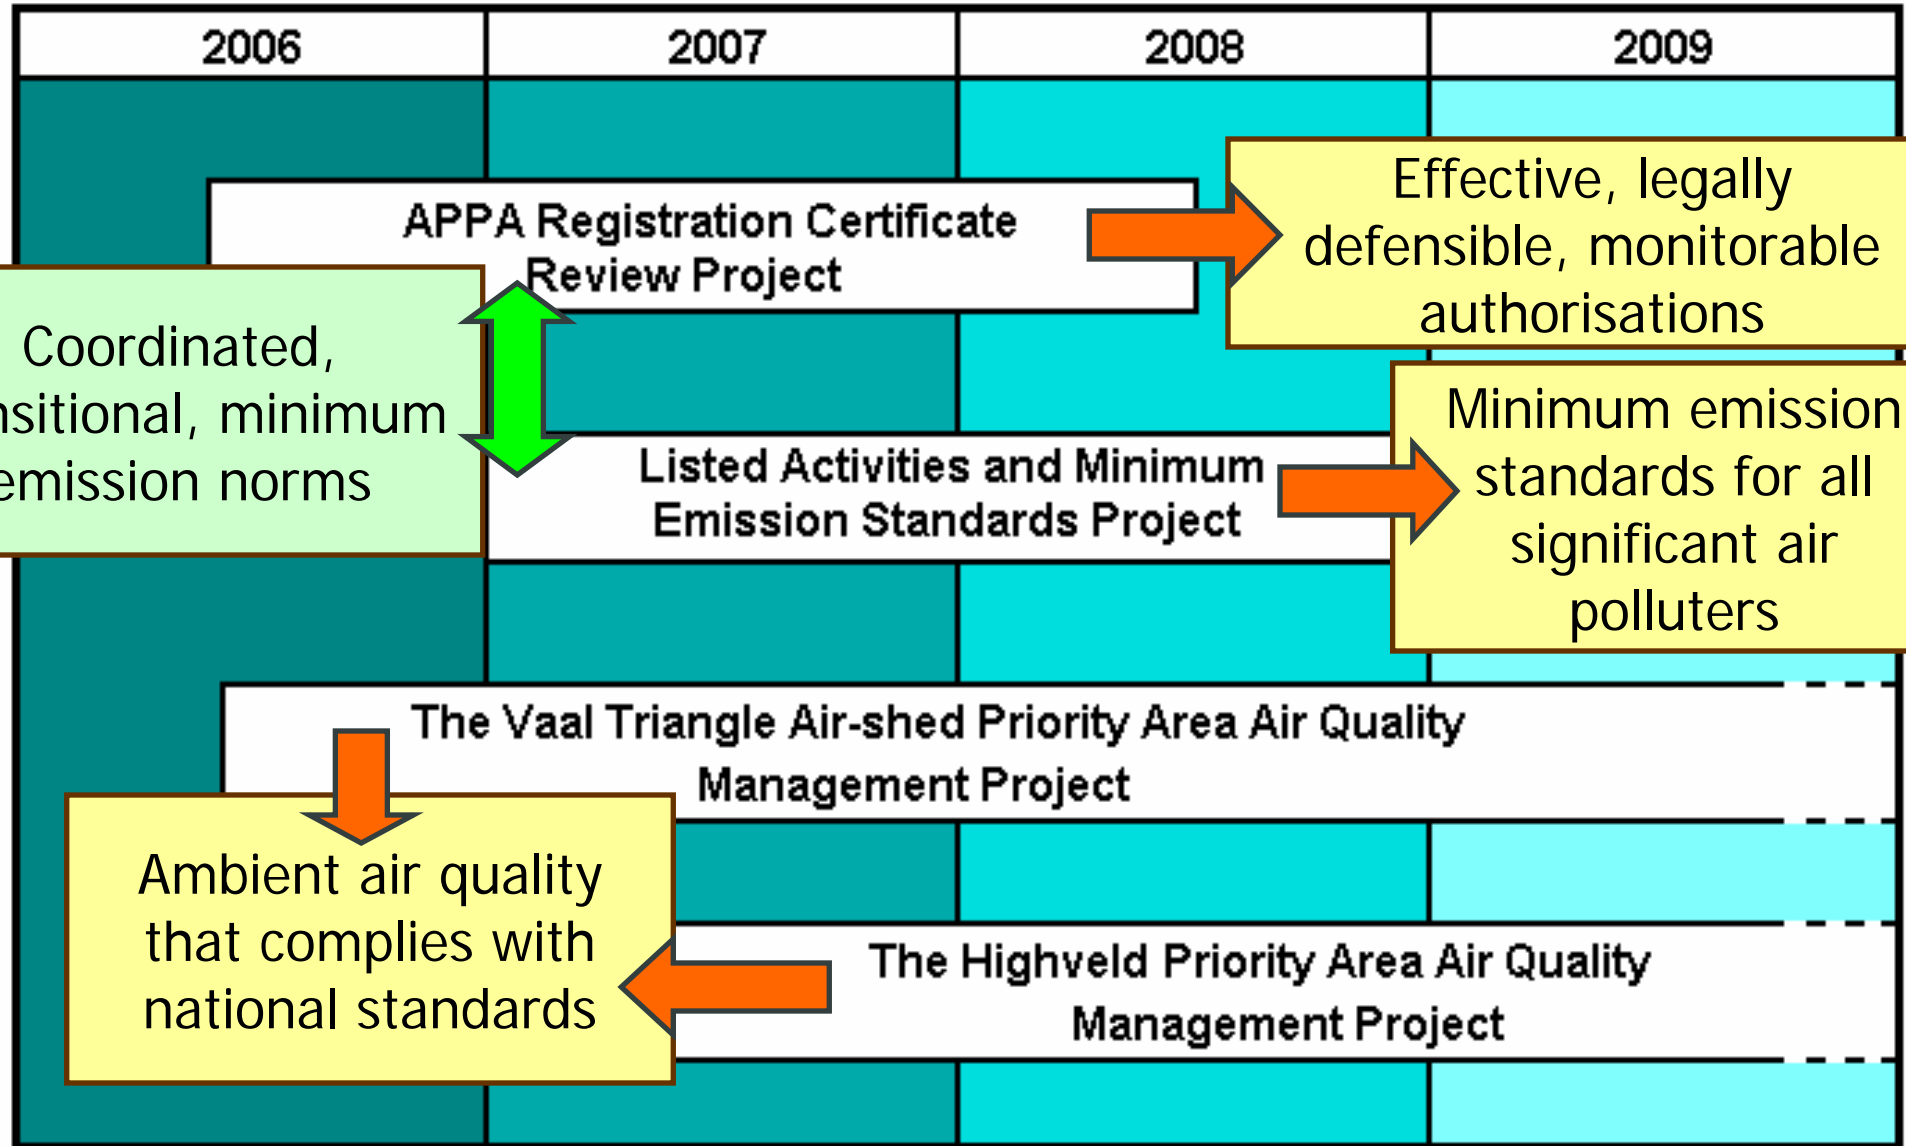 2006 2007 2008 2009
APPA Registration Certificate
Review Project
Effective, legally
defensible, monitorable
authorisations
Coordinated,
nsitional, minimum
emission norms
Listed Activities and Minimum
Emission Standards Project
Minimum emission
standards for all
significant air
polluters
The Vaal Triangle Air-shed Priority Area Air Quality
Management Project
Ambient air quality
that complies with
national standards
The Highveld Priority Area Air Quality
Management Project